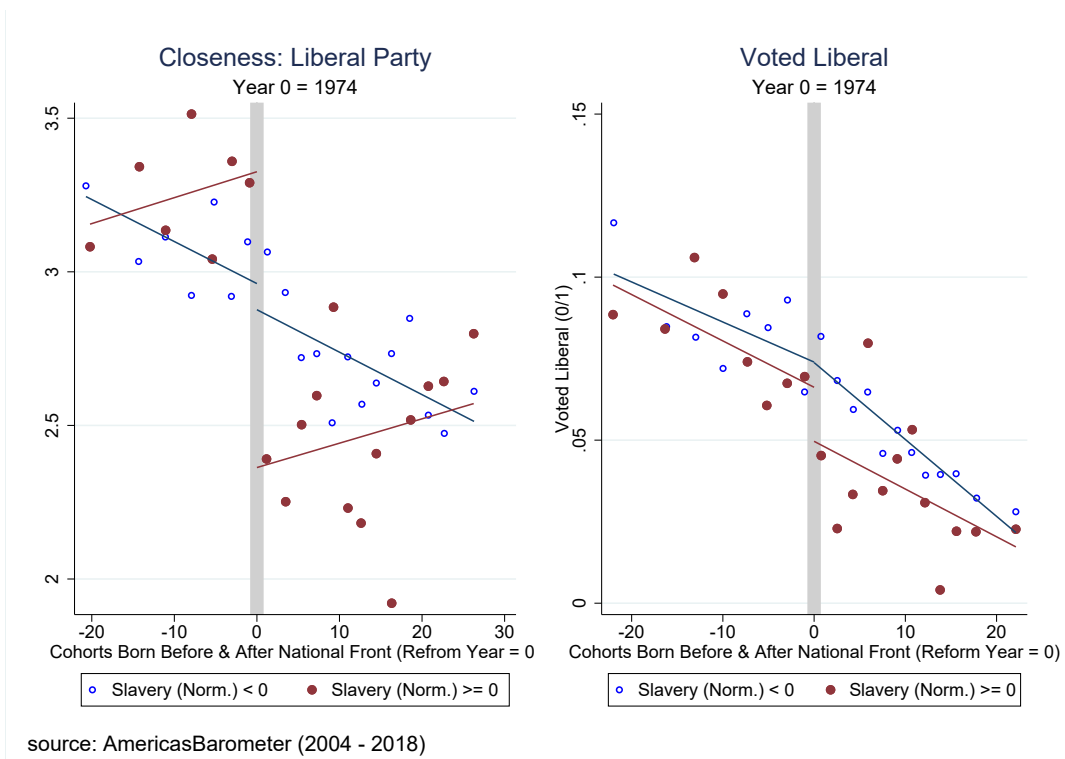 Closeness: Liberal Party
Year 0 = 1974
3.5
3
2.5
2
-20 -10 0 10 20 30
Cohorts Born Before & After National Front (Refrom Year = 0
Slavery (Norm.) < 0 Slavery (Norm.) >= 0
Voted Liberal
Year 0 = 1974
Voted Liberal (0/1)
.15
.1
.05
0
-20 -10 0 10 20
Cohorts Born Before & After National Front (Reform Year = 0)
Slavery (Norm.) < 0 Slavery (Norm.) >= 0
source: AmericasBarometer (2004 - 2018)